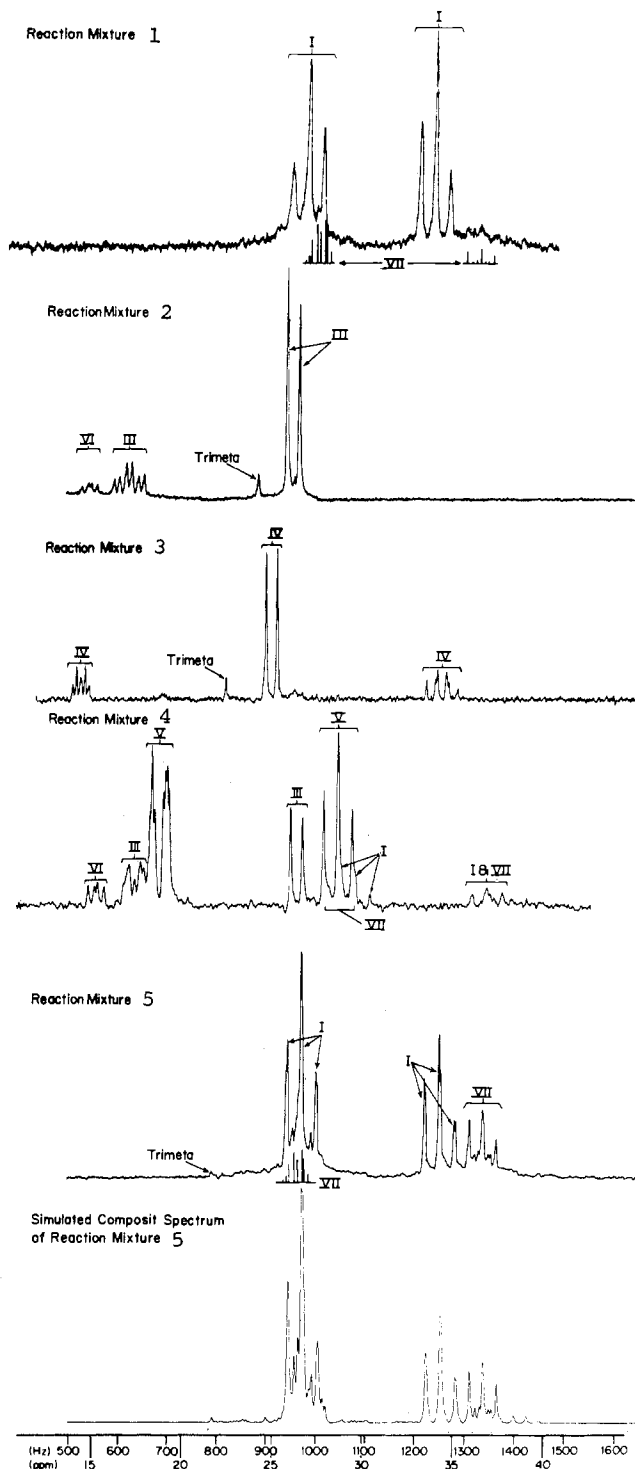 Reaction Mixture 1
I
I
VII
Reaction Mixture 2
III
VI
III
Trimeta
Reaction Mixture 3
IV
IV
IV
Trimeta
Reaction Mixture 4
V
V
III
VI
III
I
I & VII
VII
Reaction Mixture 5
I
I
VII
Trimeta
VII
Simulated Composit Spectrum
of Reaction Mixture 5
(Hz) 500 600 700 800 900 1000 1100 1200 1300 1400 1500 1600
(ppm) 15 20 25 30 35 40